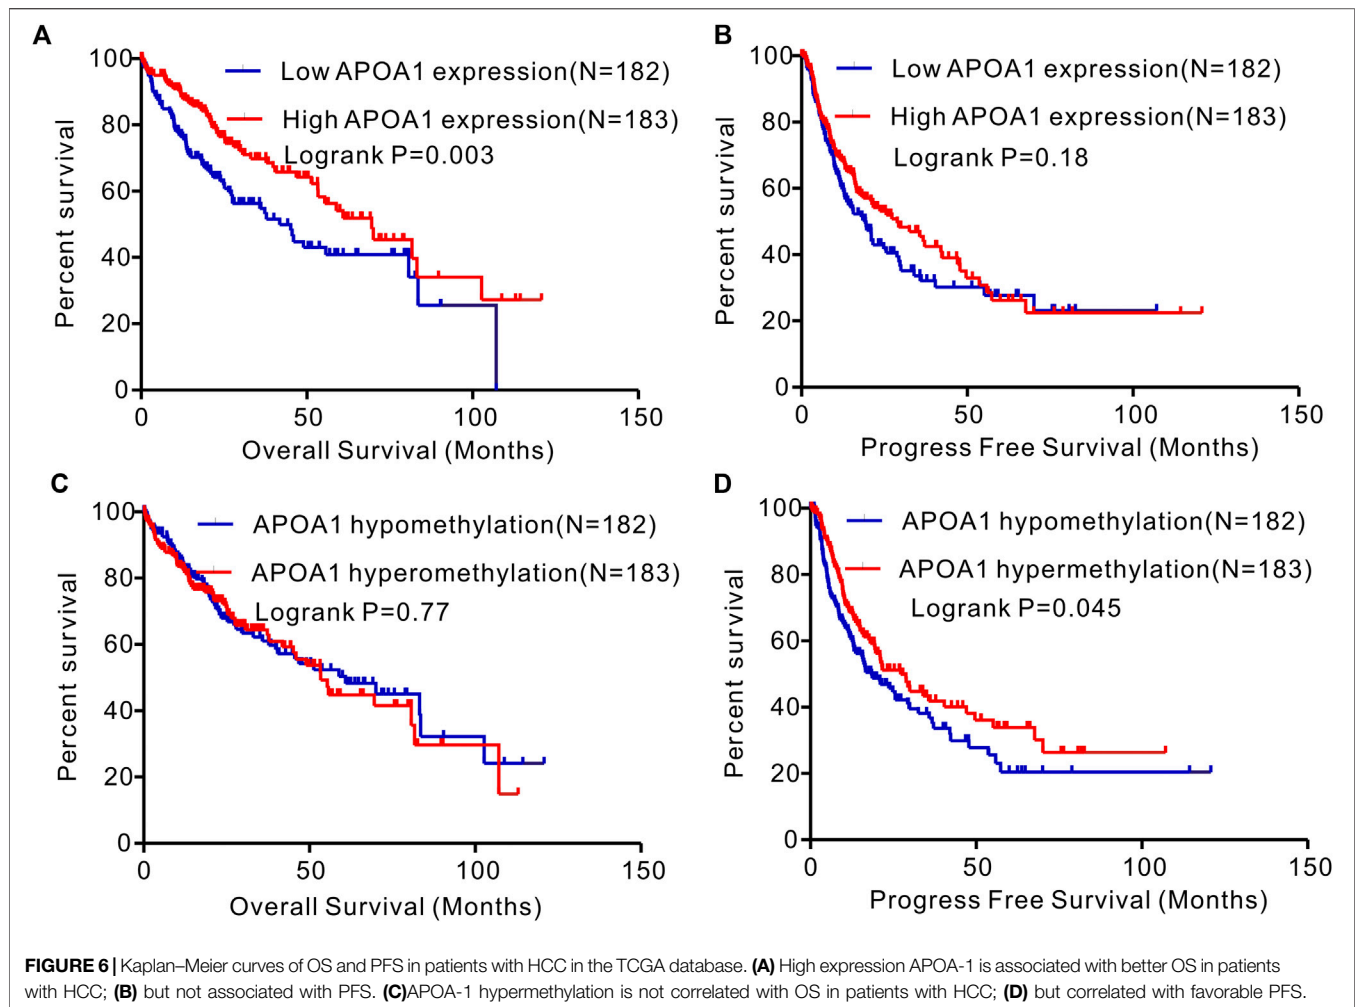 A
100
80
60
40
20
0
Percent survival
Low APOA1 expression(N=182)
High APOA1 expression(N=183)
Logrank P=0.003
0 50 100 150
Overall Survival (Months)
B
100
80
60
40
20
0
Percent survival
Low APOA1 expression(N=182)
High APOA1 expression(N=183)
Logrank P=0.18
0 50 100 150
Progress Free Survival (Months)
C
100
80
60
40
20
0
Percent survival
APOA1 hypomethylation(N=182)
APOA1 hyperomethylation(N=183)
Logrank P=0.77
0 50 100 150
Overall Survival (Months)
D
100
80
60
40
20
0
Percent survival
APOA1 hypomethylation(N=182)
APOA1 hypermethylation(N=183)
Logrank P=0.045
0 50 100 150
Progress Free Survival (Months)
FIGURE 6 | Kaplan–Meier curves of OS and PFS in patients with HCC in the TCGA database. (A) High expression APOA-1 is associated with better OS in patients
with HCC; (B) but not associated with PFS. (C)APOA-1 hypermethylation is not correlated with OS in patients with HCC; (D) but correlated with favorable PFS.